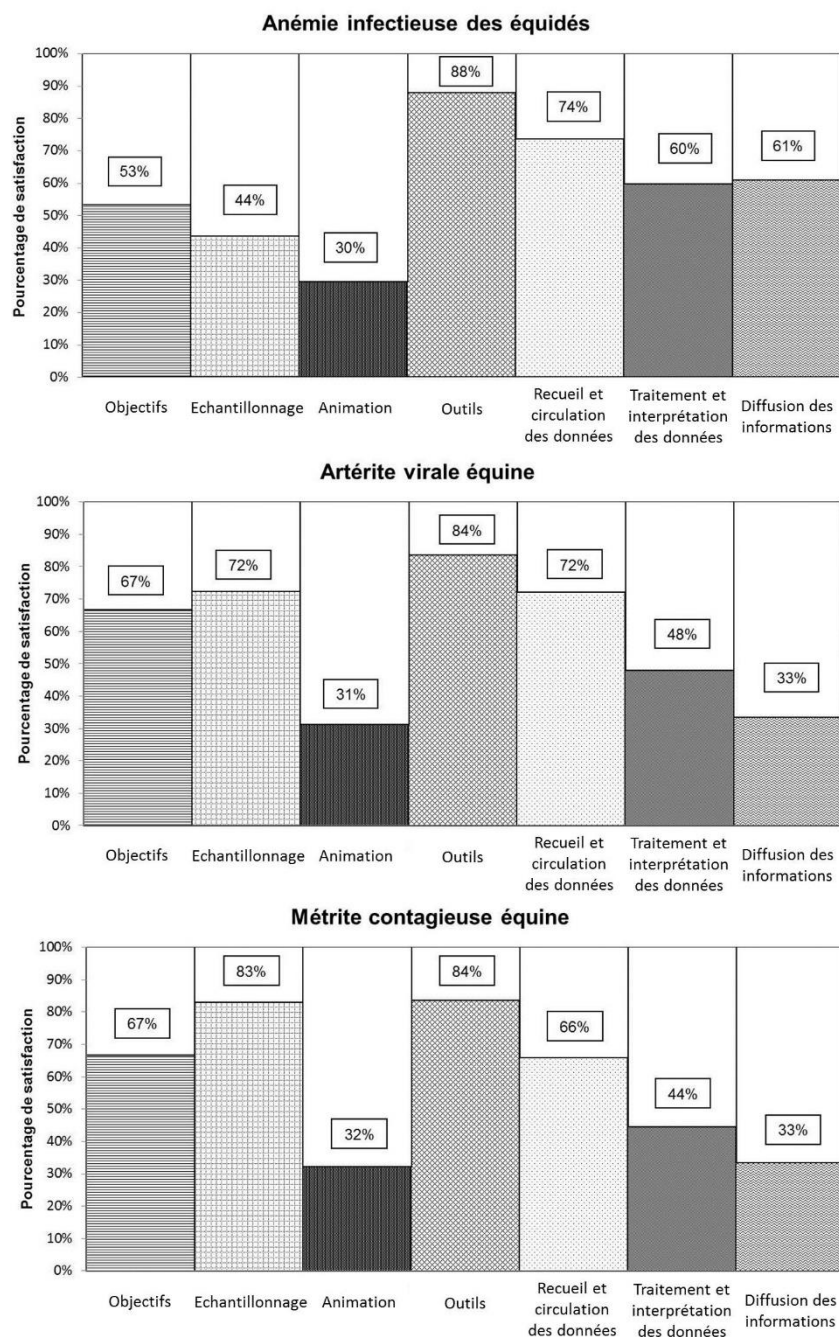 Anémie infectieuse des équidés
Pourcentage de satisfaction
100%
90%
80%
70%
60%
50%
40%
30%
20%
10%
0%
53%
44%
30%
88%
74%
60%
61%
Objectifs
Echantillonnage
Animation
Outils
Recueil et
circulation
des données
Traitement et
interprétation
des données
Diffusion des
informations
Artérite virale équine
Pourcentage de satisfaction
100%
90%
80%
70%
60%
50%
40%
30%
20%
10%
0%
67%
72%
31%
84%
72%
48%
33%
Objectifs
Echantillonnage
Animation
Outils
Recueil et
circulation
des données
Traitement et
interprétation
des données
Diffusion des
informations
Métrite contagieuse équine
Pourcentage de satisfaction
100%
90%
80%
70%
60%
50%
40%
30%
20%
10%
0%
67%
83%
32%
84%
66%
44%
33%
Objectifs
Echantillonnage
Animation
Outils
Recueil et
circulation
des données
Traitement et
interprétation
des données
Diffusion des
informations